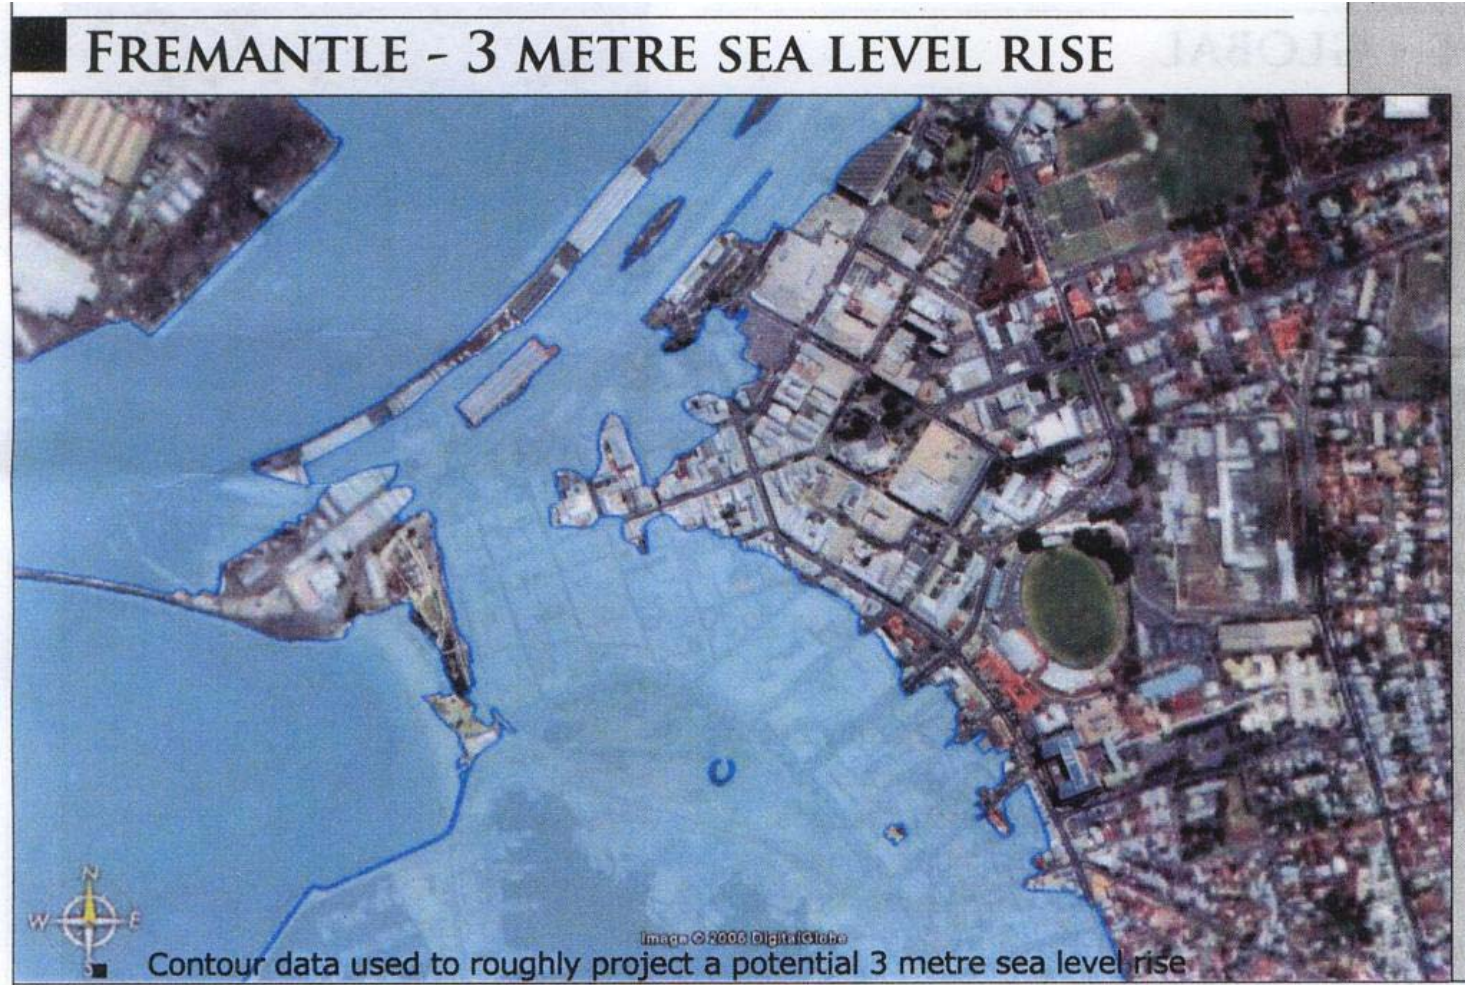 FREMANTLE - 3 METRE SEA LEVEL RISE
GLOBAL
N
W E
S
Image © 2006 DigitalGlobe
Contour data used to roughly project a potential 3 metre sea level rise